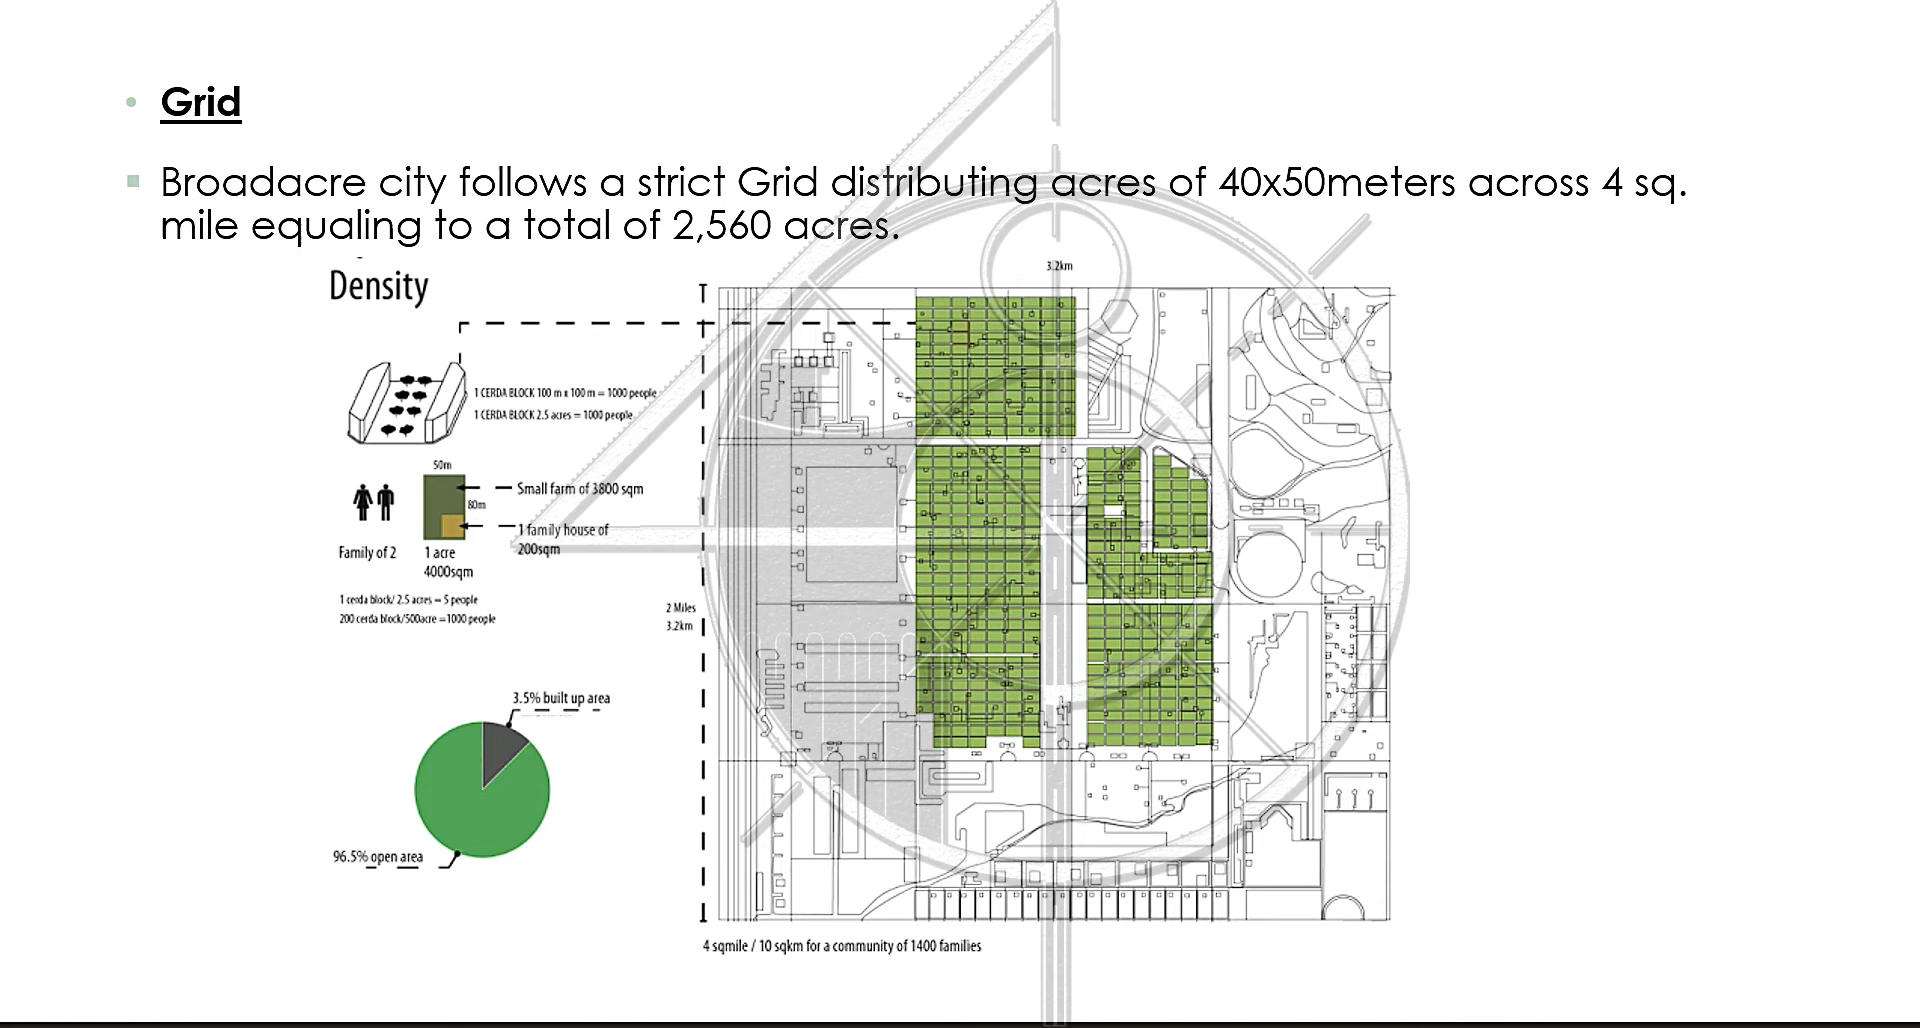 Grid
Broadacre city follows a strict Grid distributing acres of 40x50meters across 4 sq.
mile equaling to a total of 2,560 acres.
Density
3.2km
1 CERDA BLOCK 100 m x 100 m = 1000 people
1 CERDA BLOCK 2.5 acres = 1000 people
50m
80m
Small farm of 3800 sqm
1 family house of
200sqm
Family of 2
1 acre
4000sqm
1 cerda block/ 2.5 acres = 5 people
200 cerda block/500acre =1000 people
2 Miles
3.2km
3.5% built up area
96.5% open area
4 sqmile / 10 sqkm for a community of 1400 families